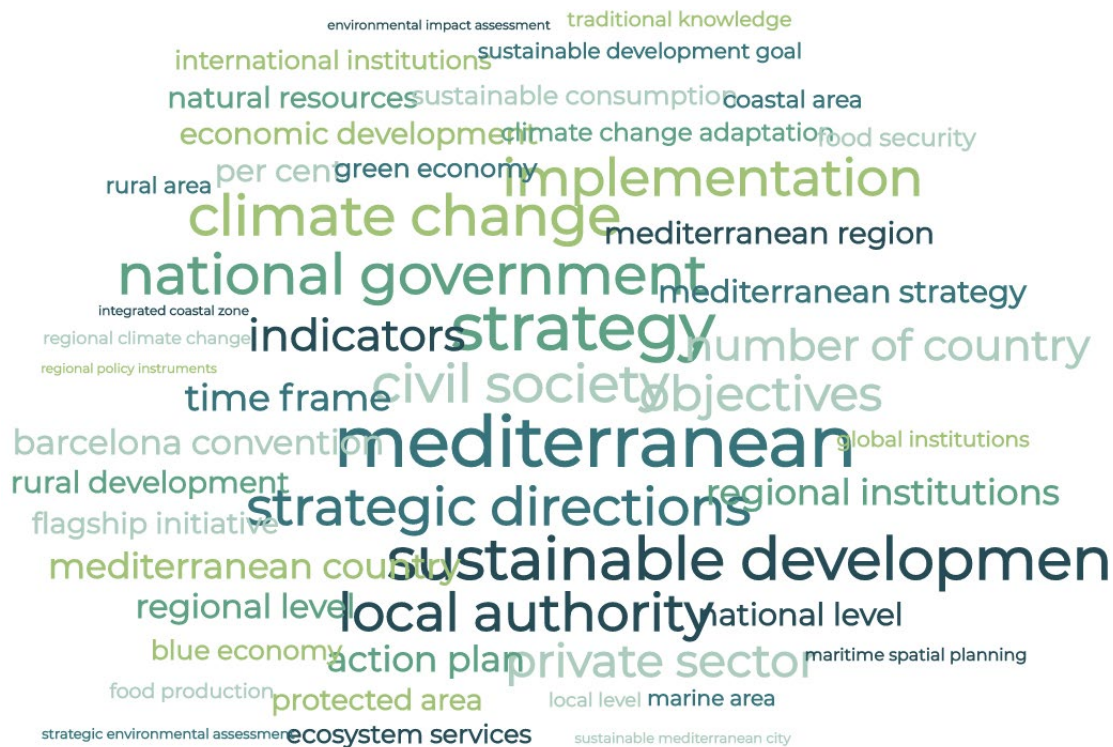 environmental impact assessment
traditional knowledge
international institutions
sustainable development goal
natural resources
sustainable consumption
coastal area
economic development
climate change adaptation
food security
per cent
green economy
implementation
rural area
climate change
mediterranean region
national government
mediterranean strategy
integrated coastal zone
strategy
regional climate change
indicators
number of country
regional policy instruments
civil society
objectives
time frame
barcelona convention
mediterranean
global institutions
rural development
strategic directions
regional institutions
flagship initiative
mediterranean country
sustainable developmen
regional level
local authority
national level
blue economy
action plan
private sector
maritime spatial planning
food production
protected area
local level
marine area
strategic environmental assessment
ecosystem services
sustainable mediterranean city